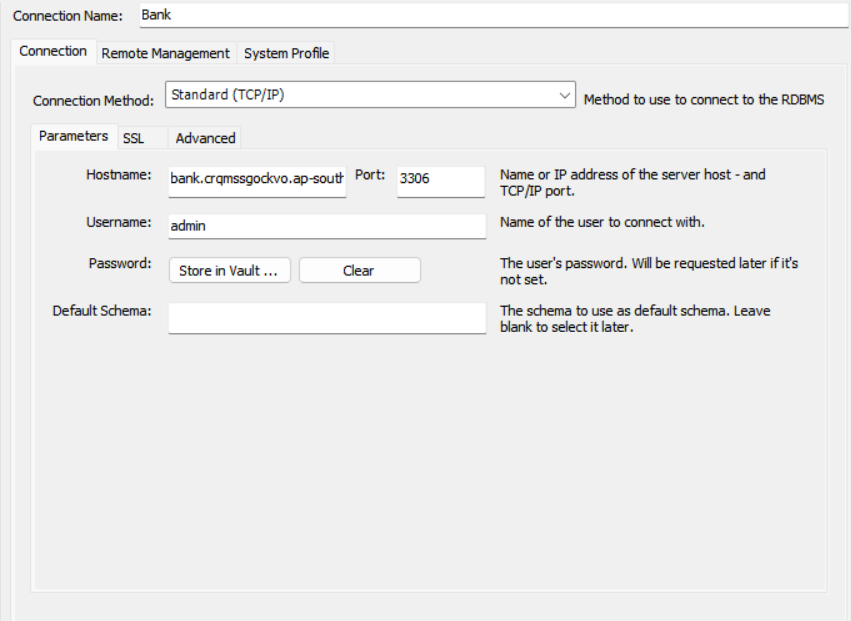 Connection Name: Bank
Connection Remote Management System Profile
Connection Method: Standard (TCP/IP) Method to use to connect to the RDBMS
Parameters SSL Advanced
Hostname: bank.crqmssgockvo.ap-south Port: 3306 Name or IP address of the server host - and
TCP/IP port.
Username: admin Name of the user to connect with.
Password: Store in Vault ... Clear The user's password. Will be requested later if it's
not set.
Default Schema: The schema to use as default schema. Leave
blank to select it later.